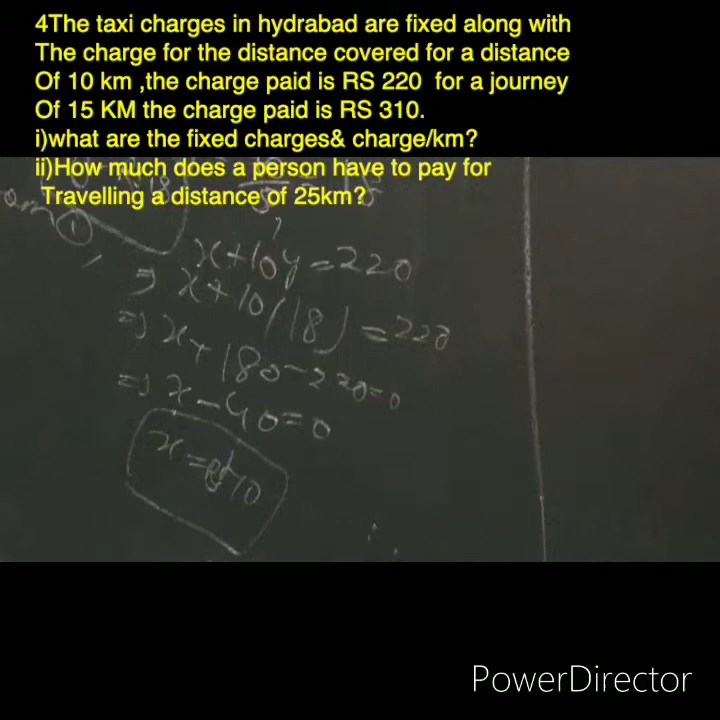 4The taxi charges in hydrabad are fixed along with
The charge for the distance covered for a distance
Of 10 km ,the charge paid is RS 220 for a journey
Of 15 KM the charge paid is RS 310.
i)what are the fixed charges& charge/km?
ii)How much does a person have to pay for
Travelling a distance of 25km?
①
x+10y=220
⇒ x+10(18)=220
⇒ x+180-220=0
⇒ x-40=0
x=
PowerDirector